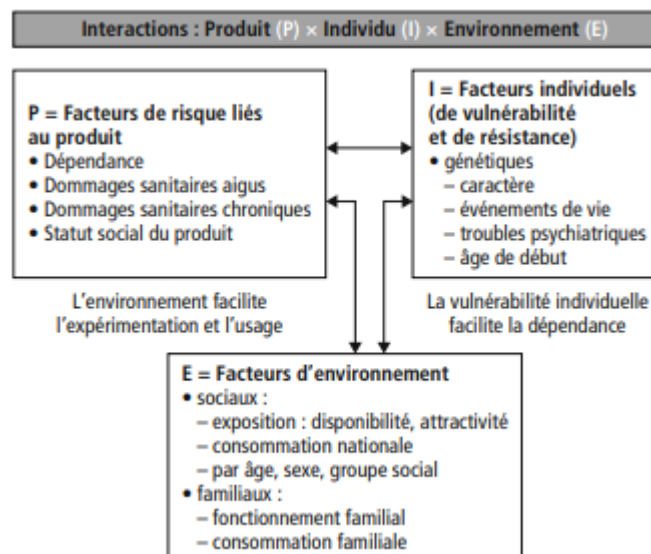 Interactions : Produit (P) × Individu (I) × Environnement (E)
P = Facteurs de risque liés
au produit
• Dépendance
• Dommages sanitaires aigus
• Dommages sanitaires chroniques
• Statut social du produit
I = Facteurs individuels
(de vulnérabilité
et de résistance)
• génétiques
– caractère
– événements de vie
– troubles psychiatriques
– âge de début
L'environnement facilite
l'expérimentation et l'usage
La vulnérabilité individuelle
facilite la dépendance
E = Facteurs d'environnement
• sociaux :
– exposition : disponibilité, attractivité
– consommation nationale
– par âge, sexe, groupe social
• familiaux :
– fonctionnement familial
– consommation familiale